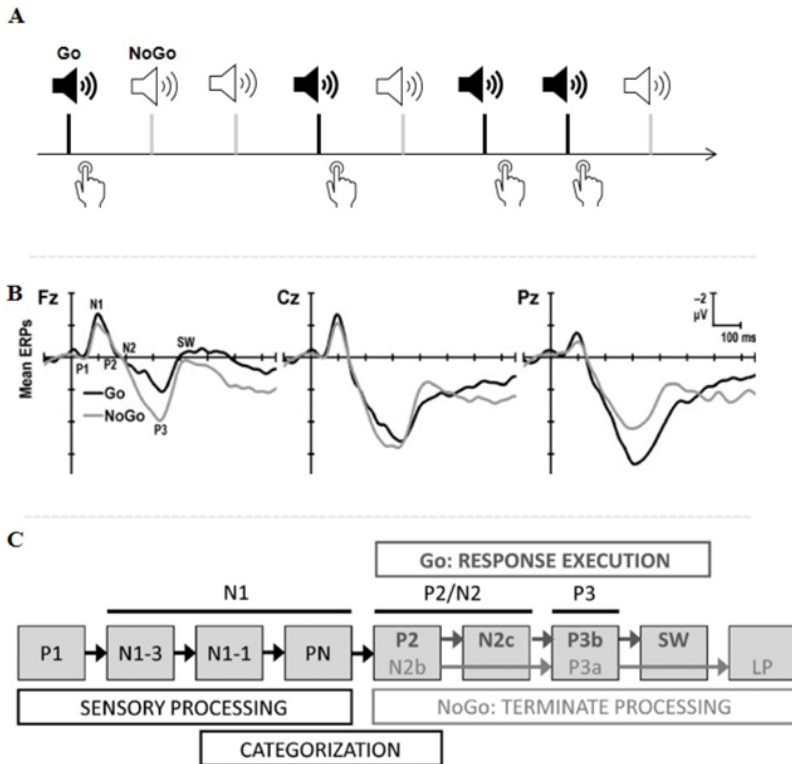 A
Go NoGo
B
Fz Cz Pz
N1
N2
SW
P1 P2
P3
−2
μV
100 ms
Mean ERPs
Go
NoGo
C
Go: RESPONSE EXECUTION
N1 P2/N2 P3
P1 N1-3 N1-1 PN P2 N2c P3b SW
N2b P3a LP
SENSORY PROCESSING NoGo: TERMINATE PROCESSING
CATEGORIZATION